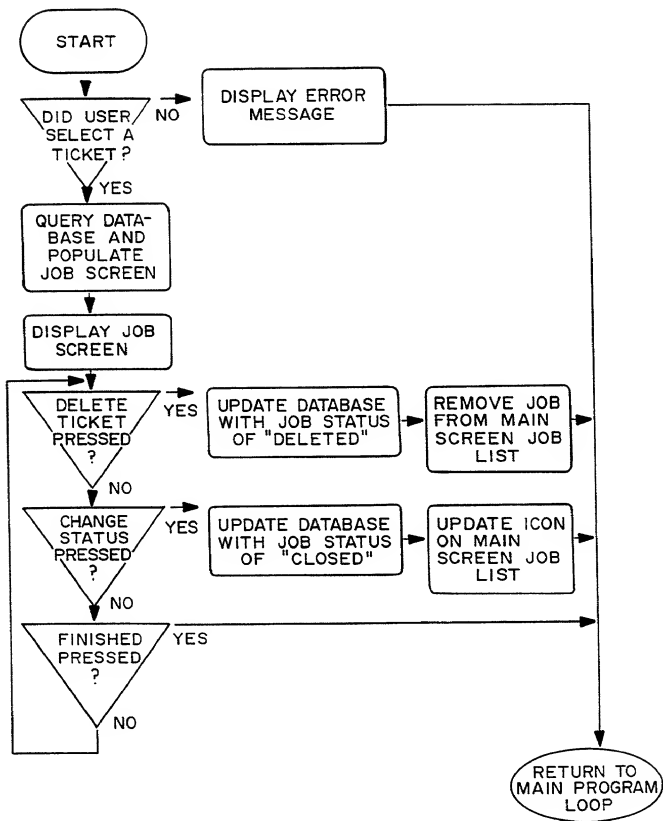 START
DID USER
SELECT A
TICKET?
NO
DISPLAY ERROR
MESSAGE
YES
QUERY DATA-
BASE AND
POPULATE
JOB SCREEN
DISPLAY JOB
SCREEN
DELETE
TICKET
PRESSED
?
YES
UPDATE DATABASE
WITH JOB STATUS
OF "DELETED"
REMOVE JOB
FROM MAIN
SCREEN JOB
LIST
NO
CHANGE
STATUS
PRESSED
?
YES
UPDATE DATABASE
WITH JOB STATUS
OF "CLOSED"
UPDATE ICON
ON MAIN
SCREEN JOB
LIST
NO
FINISHED
PRESSED
?
YES
NO
RETURN TO
MAIN PROGRAM
LOOP